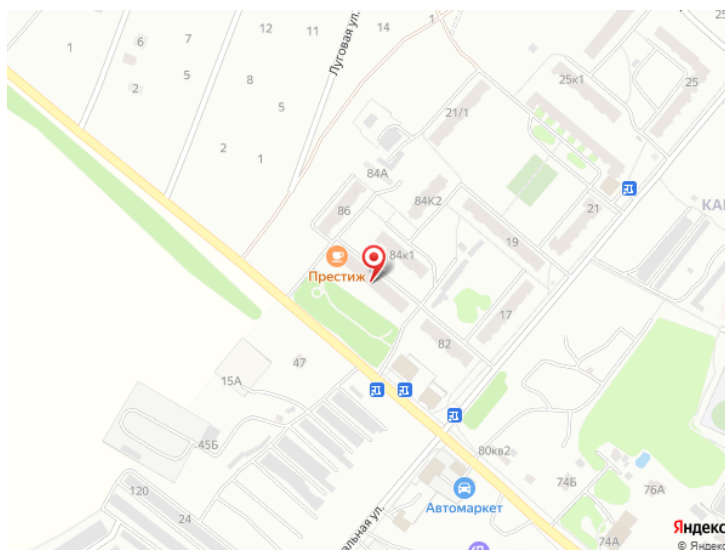 25
14
1
12
11
6
1
7
5
8
2
5
2
1
Луговая ул.
25к1
25
21/1
84А
84К2
86
КАІ
21
19
84к1
Престиж
17
82
47
15А
45Б
80кв2
120
24
74Б
76А
Автомаркет
альная ул.
74А
Яндекс
© Яндекс